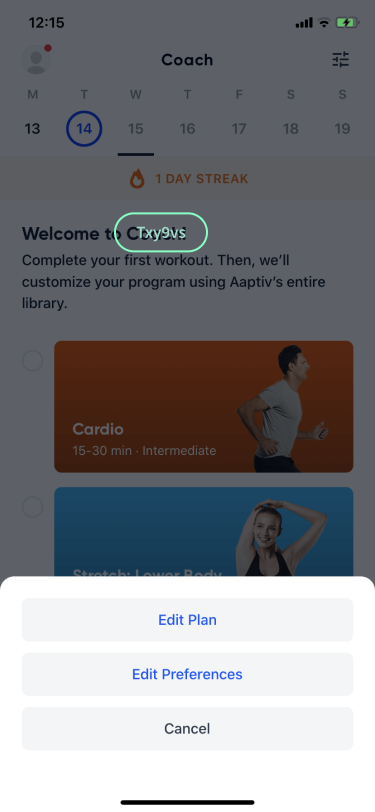 12:15
Coach
M T W T F S S
13 14 15 16 17 18 19
1 DAY STREAK
Txy9vs
Welcome to
Complete your first workout. Then, we'll
customize your program using Aaptiv's entire
library.
Cardio
15-30 min · Intermediate
Stretch: Lower Body
Edit Plan
Edit Preferences
Cancel